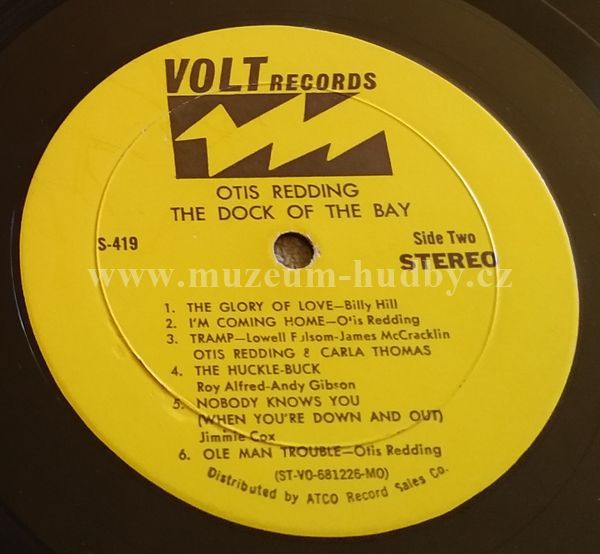 VOLT RECORDS
OTIS REDDING
THE DOCK OF THE BAY
S-419
Side Two
STEREO
www.muzeum-hudby.cz
1. THE GLORY OF LOVE—Billy Hill
2. I'M COMING HOME—Otis Redding
3. TRAMP—Lowell Fulsom-James McCracklin
OTIS REDDING & CARLA THOMAS
4. THE HUCKLE-BUCK
Roy Alfred-Andy Gibson
5. NOBODY KNOWS YOU
(WHEN YOU'RE DOWN AND OUT)
Jimmie Cox
6. OLE MAN TROUBLE—Otis Redding
(ST-VO-681226-MO)
Distributed by ATCO Record Sales Co.